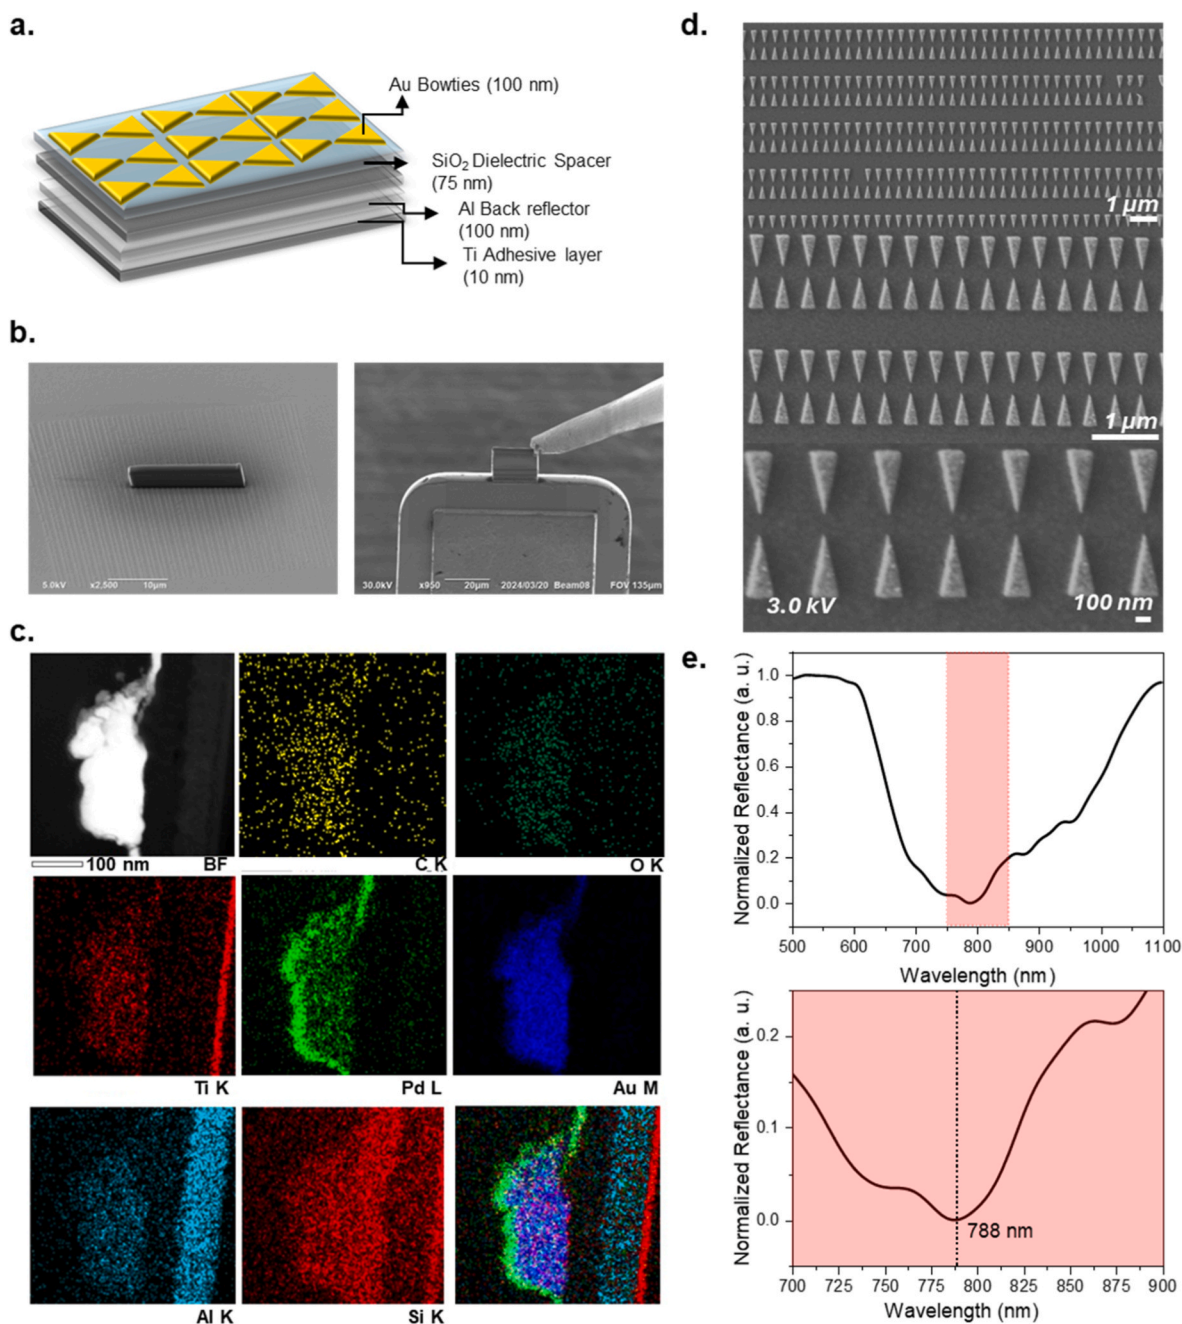 a.
Au Bowties (100 nm)
SiO2 Dielectric Spacer
(75 nm)
Al Back reflector
(100 nm)
Ti Adhesive layer
(10 nm)
b.
5.0kV x2,500 10μm
30.0kV x950 20μm 2024/03/20 Beam08 FOV 135μm
c.
100 nm BF
C K
O K
Ti K
Pd L
Au M
Al K
Si K
d.
1 μm
1 μm
3.0 kV
100 nm
e.
Normalized Reflectance (a. u.)
1.0
0.8
0.6
0.4
0.2
0.0
500 600 700 800 900 1000 1100
Wavelength (nm)
Normalized Reflectance (a. u.)
0.2
0.1
0.0
788 nm
700 725 750 775 800 825 850 875 900
Wavelength (nm)